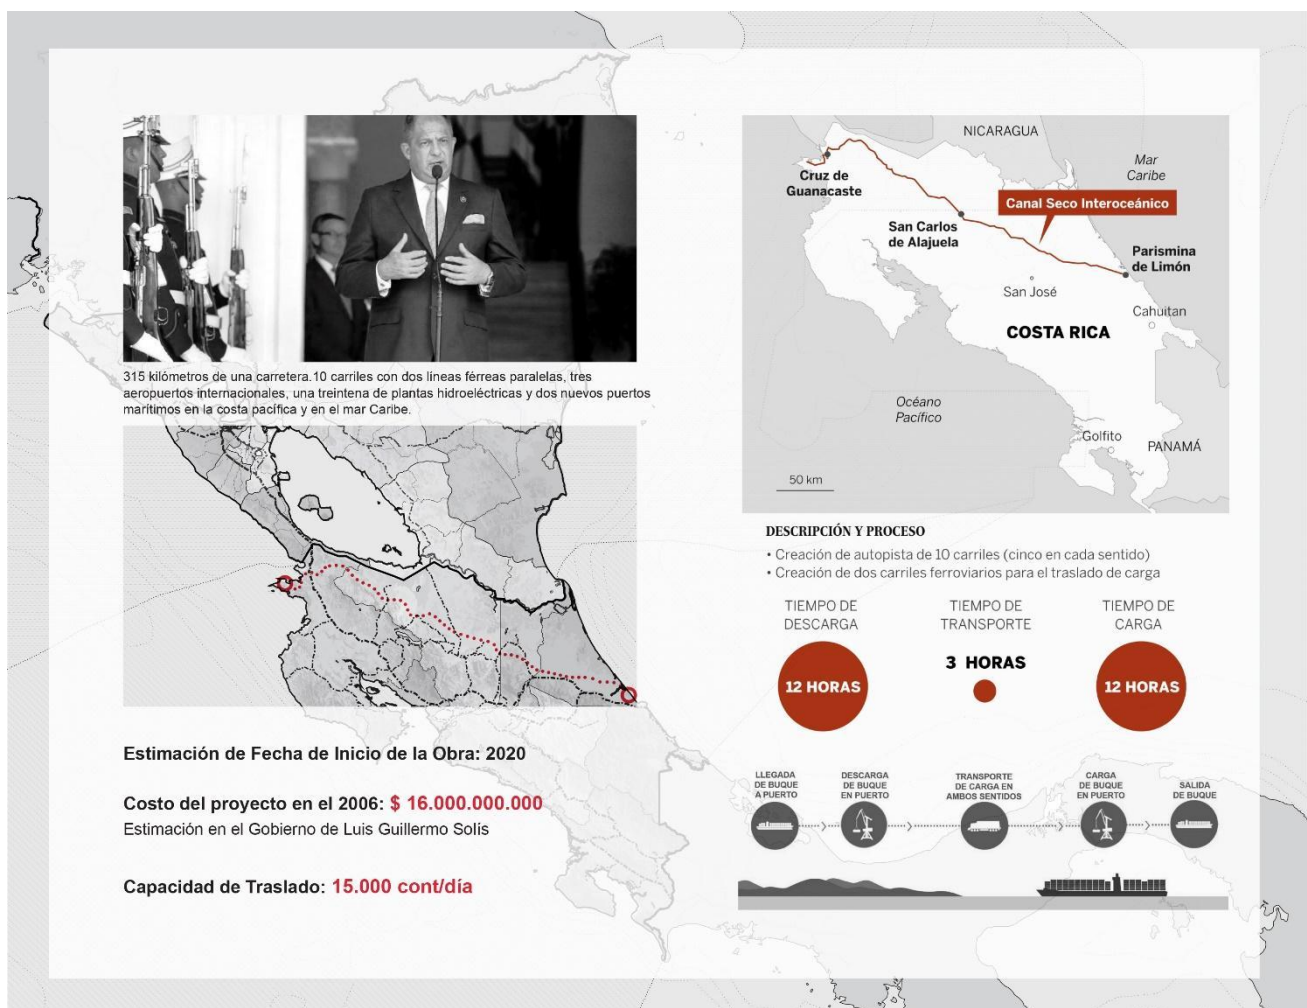 315 kilómetros de una carretera.10 carriles con dos líneas férreas paralelas, tres
aeropuertos internacionales, una treintena de plantas hidroeléctricas y dos nuevos puertos
marítimos en la costa pacífica y en el mar Caribe.
Estimación de Fecha de Inicio de la Obra: 2020
Costo del proyecto en el 2006: $ 16.000.000.000
Estimación en el Gobierno de Luis Guillermo Solís
Capacidad de Traslado: 15.000 cont/día
NICARAGUA
Mar
Caribe
Cruz de
Guanacaste
Canal Seco Interoceánico
San Carlos
de Alajuela
Parismina
de Limón
San José
Cahuitan
COSTA RICA
Océano
Pacífico
Golfito
PANAMÁ
50 km
DESCRIPCIÓN Y PROCESO
• Creación de autopista de 10 carriles (cinco en cada sentido)
• Creación de dos carriles ferroviarios para el traslado de carga
TIEMPO DE
DESCARGA
12 HORAS
TIEMPO DE
TRANSPORTE
3 HORAS
TIEMPO DE
CARGA
12 HORAS
LLEGADA
DE BUQUE
A PUERTO
DESCARGA
DE BUQUE
EN PUERTO
TRANSPORTE
DE CARGA EN
AMBOS SENTIDOS
CARGA
DE BUQUE
EN PUERTO
SALIDA
DE BUQUE